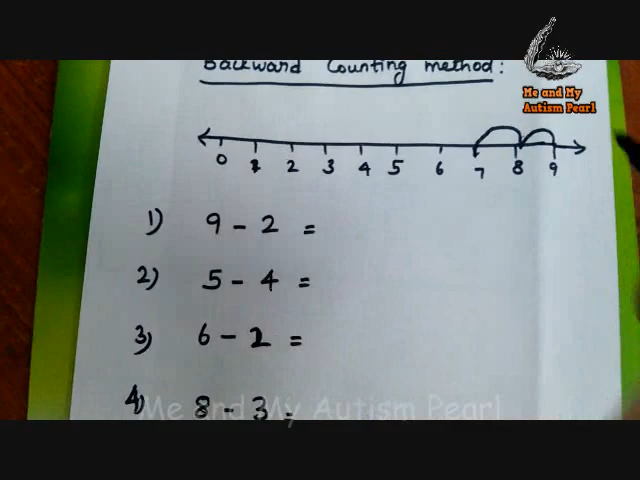 Backward Counting method:
Me and My
Autism Pearl
0 1 2 3 4 5 6 7 8 9
1) 9 - 2 =
2) 5 - 4 =
3) 6 - 2 =
4) 8 - 3 =
Me and My Autism Pearl